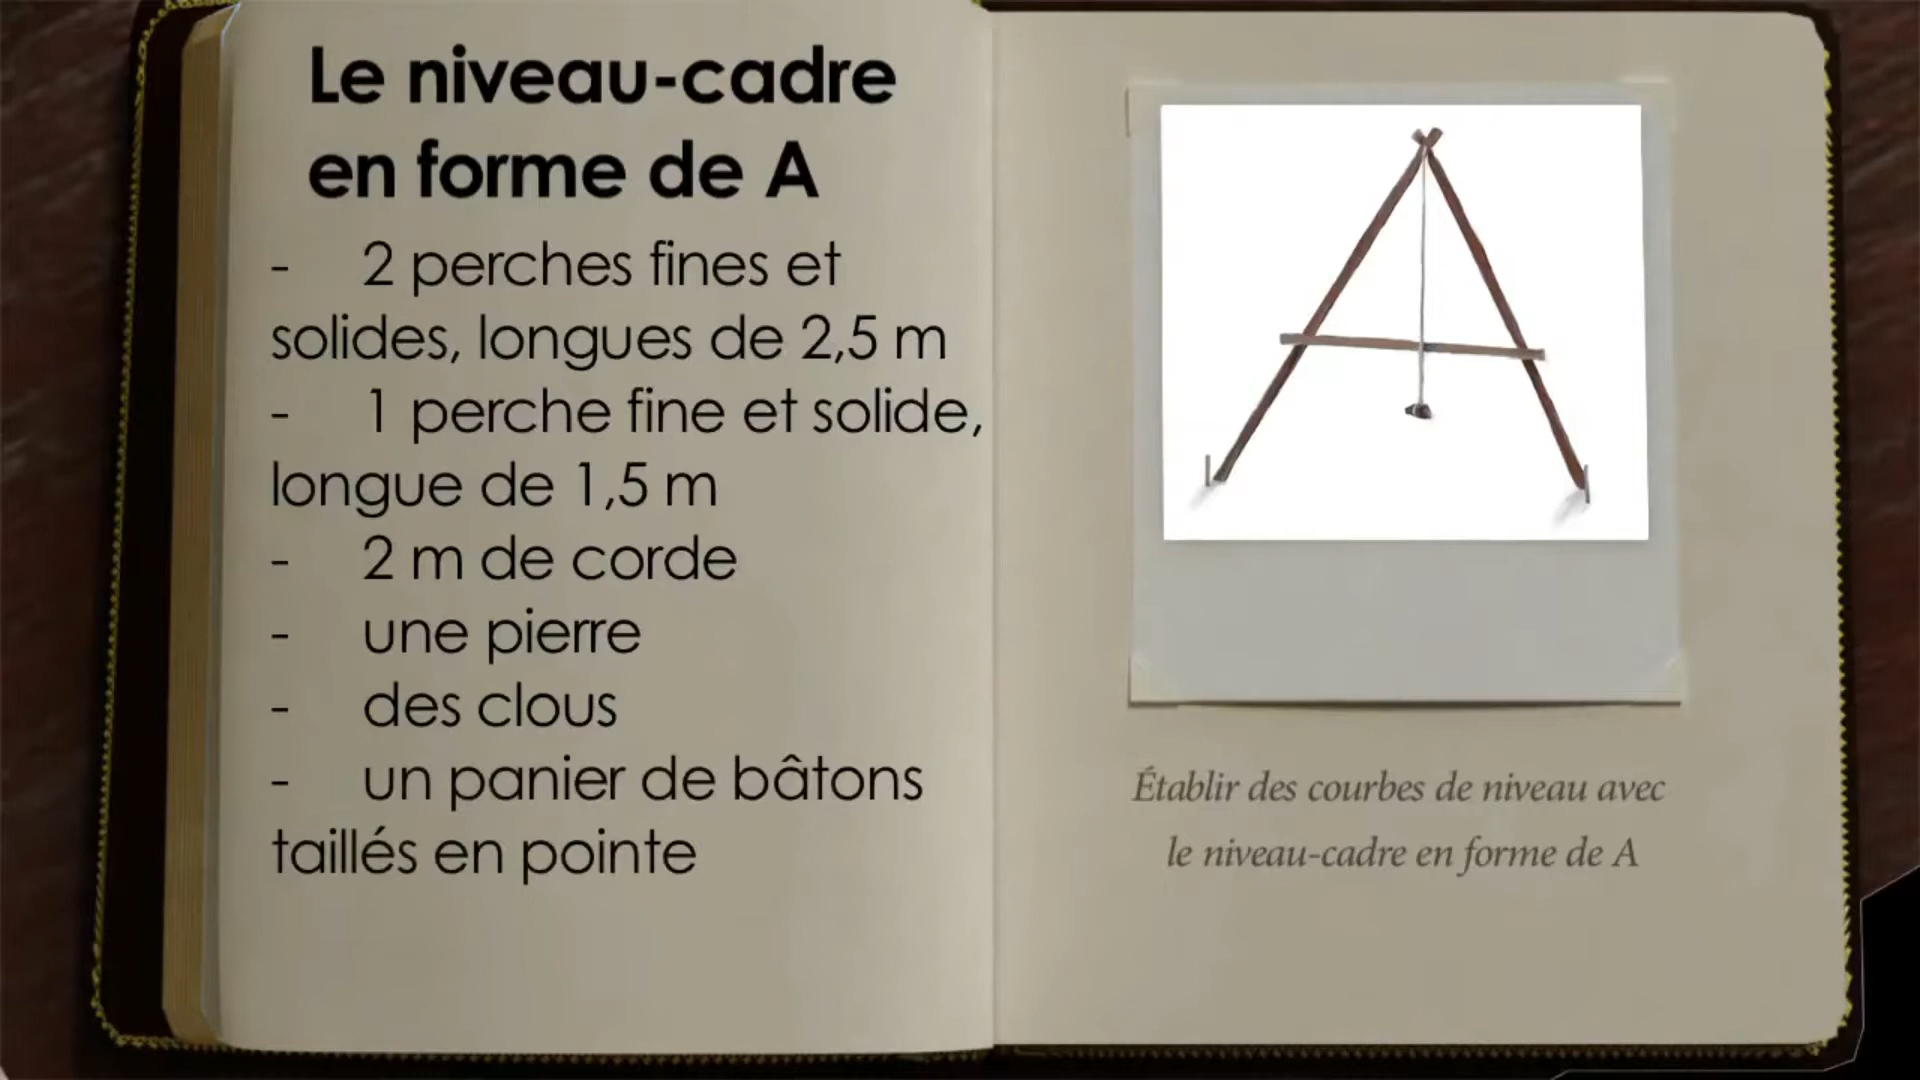 Le niveau-cadre
en forme de A
- 2 perches fines et
solides, longues de 2,5 m
- 1 perche fine et solide,
longue de 1,5 m
- 2 m de corde
- une pierre
- des clous
- un panier de bâtons
taillés en pointe
Établir des courbes de niveau avec
le niveau-cadre en forme de A